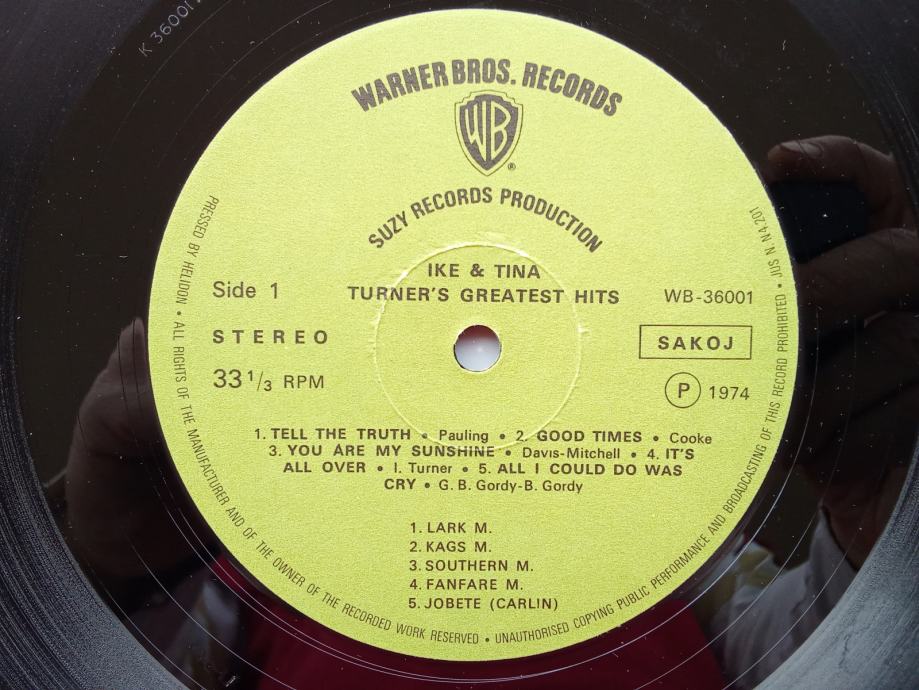 K 36001
WARNER BROS. RECORDS
WB
®
SUZY RECORDS PRODUCTION
IKE & TINA
TURNER'S GREATEST HITS
Side 1
WB-36001
STEREO
SAKOJ
33 1/3 RPM
P 1974
1. TELL THE TRUTH • Pauling • 2. GOOD TIMES • Cooke
3. YOU ARE MY SUNSHINE • Davis-Mitchell • 4. IT'S
ALL OVER • I. Turner • 5. ALL I COULD DO WAS
CRY • G. B. Gordy-B. Gordy
1. LARK M.
2. KAGS M.
3. SOUTHERN M.
4. FANFARE M.
5. JOBETE (CARLIN)
PRESSED BY HELIDON • ALL RIGHTS OF THE MANUFACTURER AND OF THE OWNER OF THE RECORDED WORK RESERVED • UNAUTHORISED COPYING PUBLIC PERFORMANCE AND BROADCASTING OF THIS RECORD PROHIBITED • JUS N.N4.201